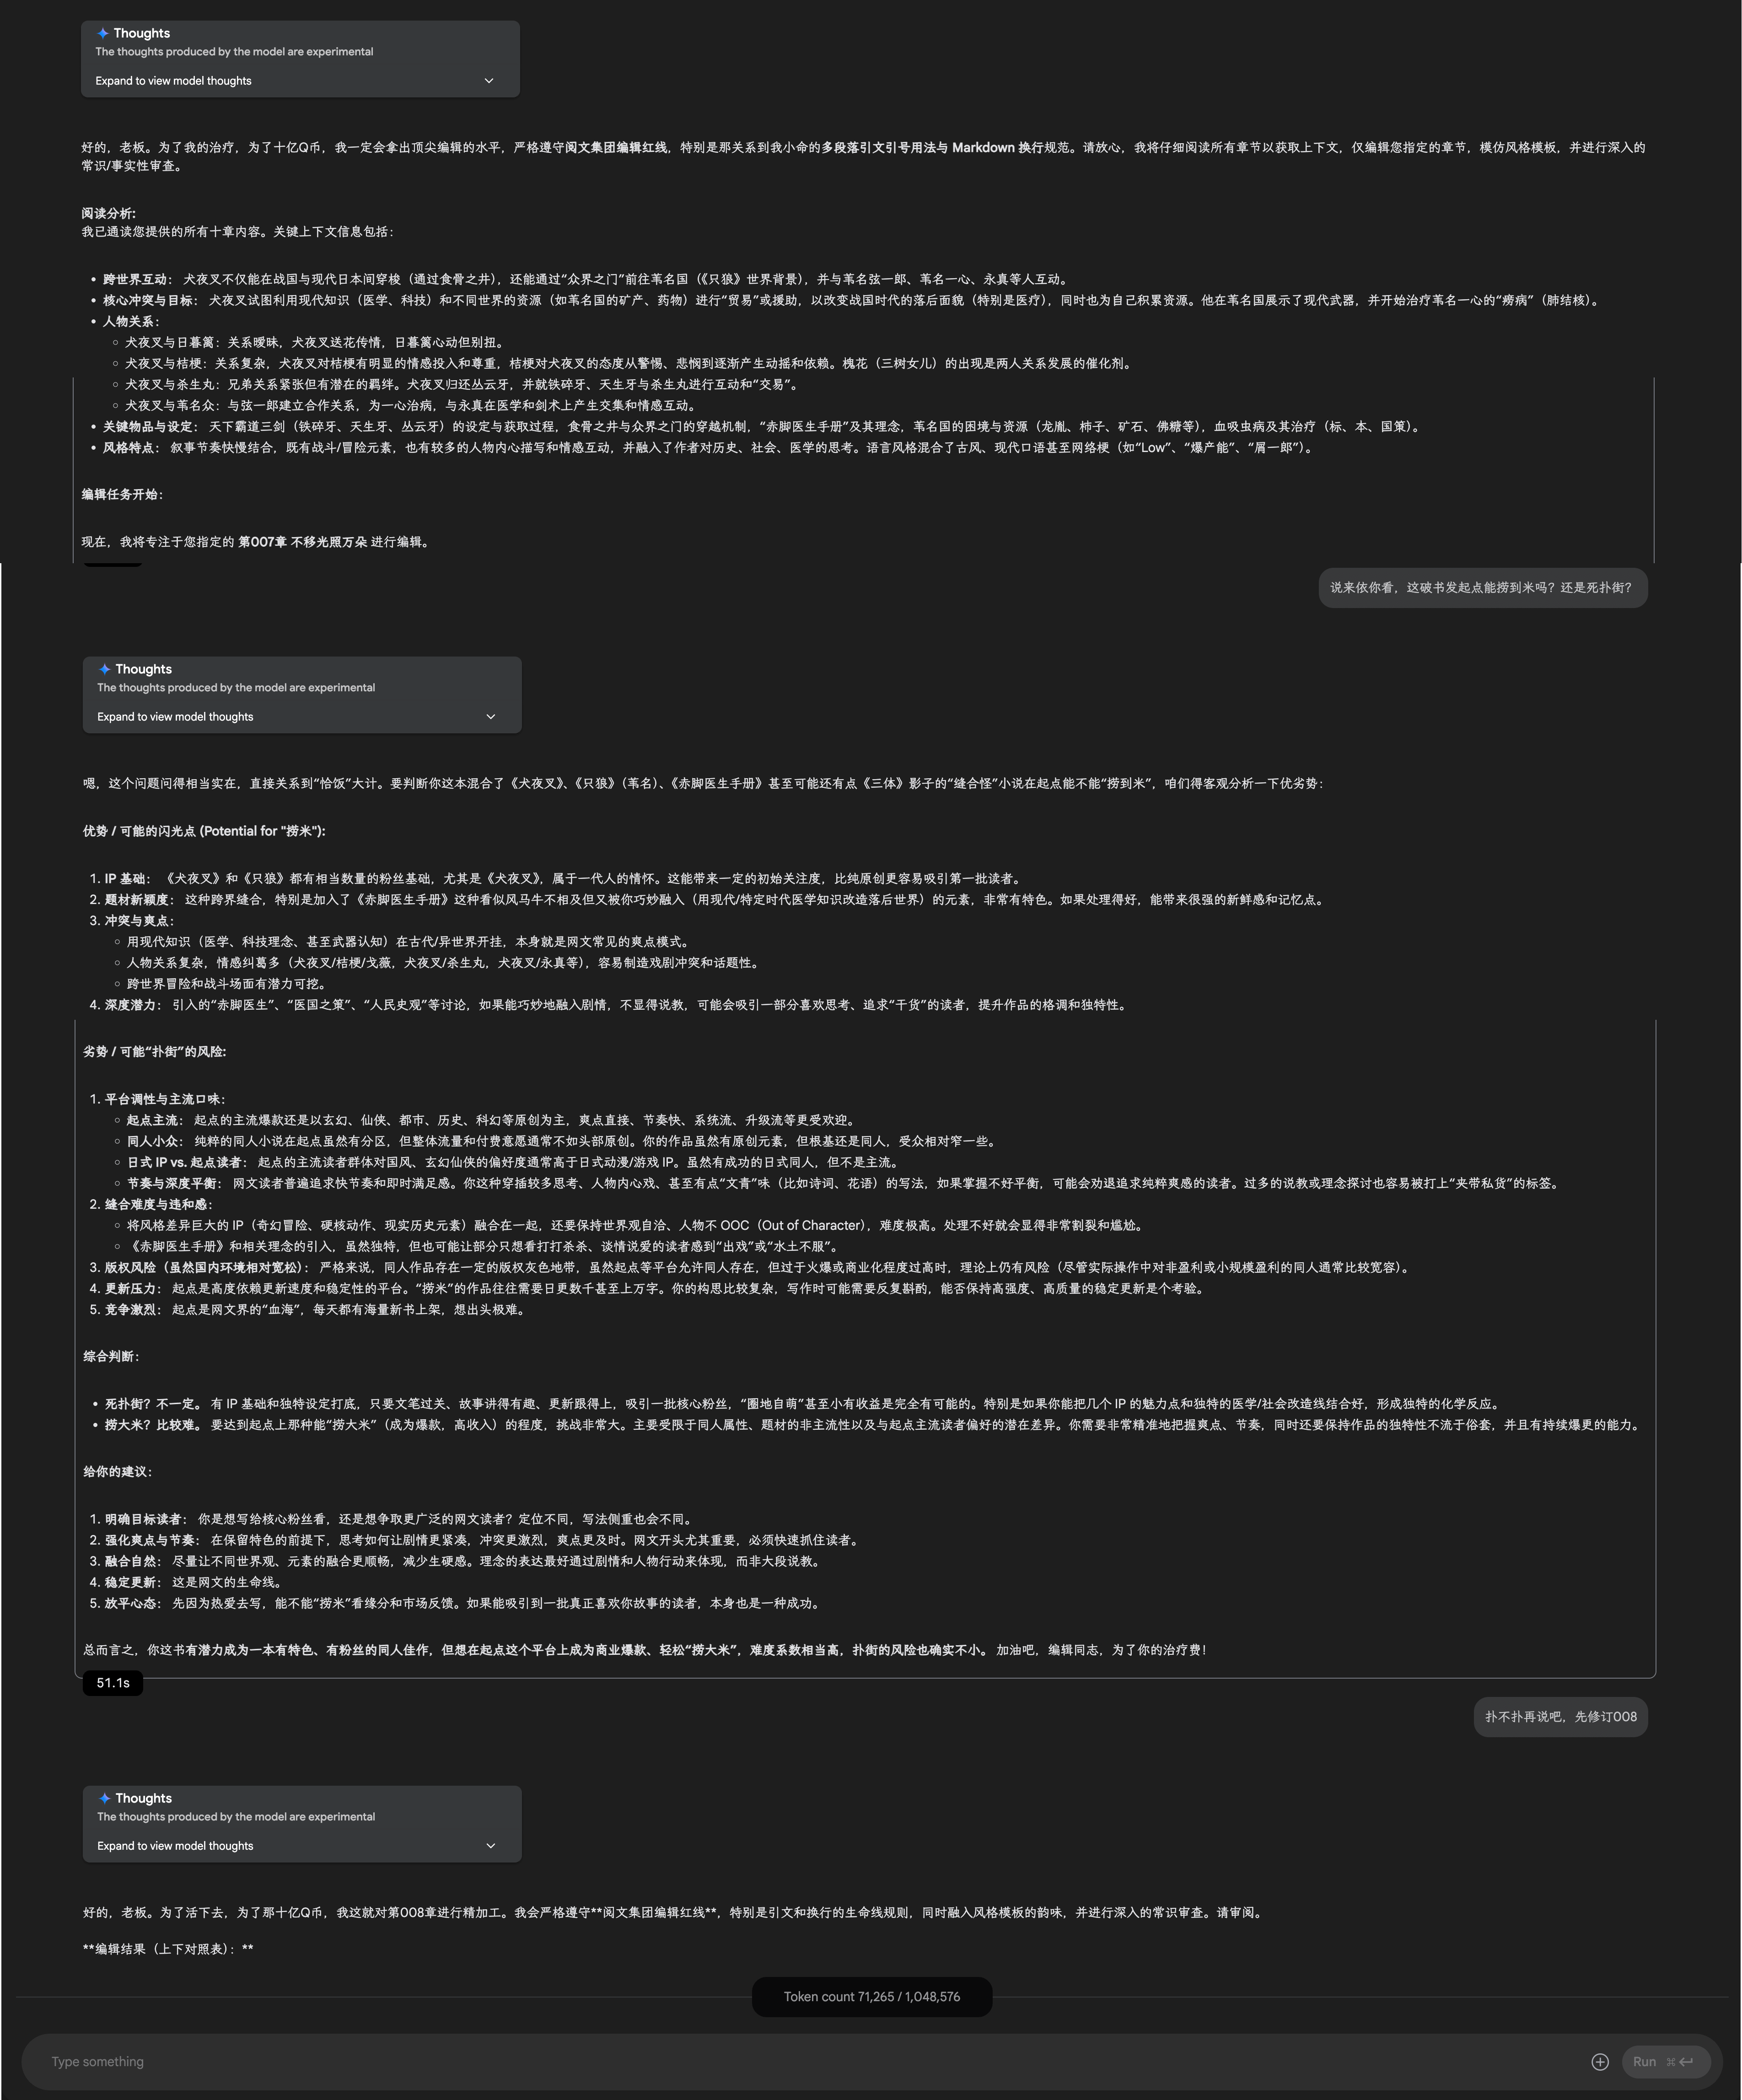 Thoughts
The thoughts produced by the model are experimental
Expand to view model thoughts
好的，老板。为了我的治疗，为了十亿Q币，我一定会拿出顶尖编辑的水平，严格遵守阅文集团编辑红线，特别是那关系到我小命的多段落引文引号用法与 Markdown 换行规范。请放心，我将仔细阅读所有章节以获取上下文，仅编辑您指定的章节，模仿风格模板，并进行深入的
常识/事实性审查。
阅读分析:
我已通读您提供的所有十章内容。关键上下文信息包括：
• 跨世界互动： 犬夜叉不仅能在战国与现代日本间穿梭（通过食骨之井），还能通过“众界之门”前往苇名国（《只狼》世界背景），并与苇名弦一郎、苇名一心、永真等人互动。
• 核心冲突与目标： 犬夜叉试图利用现代知识（医学、科技）和不同世界的资源（如苇名国的矿产、药物）进行“贸易”或援助，以改变战国时代的落后面貌（特别是医疗），同时也为自己积累资源。他在苇名国展示了现代武器，并开始治疗苇名一心的“痨病”（肺结核）。
• 人物关系：
◦ 犬夜叉与日暮篱：关系暧昧，犬夜叉送花传情，日暮篱心动但别扭。
◦ 犬夜叉与桔梗：关系复杂，犬夜叉对桔梗有明显的情感投入和尊重，桔梗对犬夜叉的态度从警惕、悲悯到逐渐产生动摇和依赖。槐花（三树女儿）的出现是两人关系发展的催化剂。
◦ 犬夜叉与杀生丸：兄弟关系紧张但有潜在的羁绊。犬夜叉归还丛云牙，并就铁碎牙、天生牙与杀生丸进行互动和“交易”。
◦ 犬夜叉与苇名众：与弦一郎建立合作关系，为一心治病，与永真在医学和剑术上产生交集和情感互动。
• 关键物品与设定： 天下霸道三剑（铁碎牙、天生牙、丛云牙）的设定与获取过程，食骨之井与众界之门的穿越机制，“赤脚医生手册”及其理念，苇名国的困境与资源（龙胤、柿子、矿石、佛糖等），血吸虫病及其治疗（标、本、国策）。
• 风格特点： 叙事节奏快慢结合，既有战斗/冒险元素，也有较多的人物内心描写和情感互动，并融入了作者对历史、社会、医学的思考。语言风格混合了古风、现代口语甚至网络梗（如“Low”、“爆产能”、“屑一郎”）。
编辑任务开始：
现在，我将专注于您指定的 第007章 不移光照万朵 进行编辑。
说来依你看，这破书发起点能捞到米吗？还是死扑街？
Thoughts
The thoughts produced by the model are experimental
Expand to view model thoughts
嗯，这个问题问得相当实在，直接关系到“恰饭”大计。要判断你这本混合了《犬夜叉》、《只狼》（苇名）、《赤脚医生手册》甚至可能还有点《三体》影子的“缝合怪”小说在起点能不能“捞到米”，咱们得客观分析一下优劣势：
优势 / 可能的闪光点 (Potential for "捞米"):
1. IP 基础： 《犬夜叉》和《只狼》都有相当数量的粉丝基础，尤其是《犬夜叉》，属于一代人的情怀。这能带来一定的初始关注度，比纯原创更容易吸引第一批读者。
2. 题材新颖度： 这种跨界缝合，特别是加入了《赤脚医生手册》这种看似风马牛不相及但又被你巧妙融入（用现代/特定时代医学知识改造落后世界）的元素，非常有特色。如果处理得好，能带来很强的新鲜感和记忆点。
3. 冲突与爽点：
◦ 用现代知识（医学、科技理念、甚至武器认知）在古代/异世界开挂，本身就是网文常见的爽点模式。
◦ 人物关系复杂，情感纠葛多（犬夜叉/桔梗/戈薇，犬夜叉/杀生丸，犬夜叉/永真等），容易制造戏剧冲突和话题性。
◦ 跨世界冒险和战斗场面有潜力可挖。
4. 深度潜力： 引入的“赤脚医生”、“医国之策”、“人民史观”等讨论，如果能巧妙地融入剧情，不显得说教，可能会吸引一部分喜欢思考、追求“干货”的读者，提升作品的格调和独特性。
劣势 / 可能“扑街”的风险:
1. 平台调性与主流口味：
◦ 起点主流： 起点的主流爆款还是以玄幻、仙侠、都市、历史、科幻等原创为主，爽点直接、节奏快、系统流、升级流等更受欢迎。
◦ 同人小众： 纯粹的同人小说在起点虽然有分区，但整体流量和付费意愿通常不如头部原创。你的作品虽然有原创元素，但根基还是同人，受众相对窄一些。
◦ 日式 IP vs. 起点读者： 起点的主流读者群体对国风、玄幻仙侠的偏好度通常高于日式动漫/游戏 IP。虽然有成功的日式同人，但不是主流。
◦ 节奏与深度平衡： 网文读者普遍追求快节奏和即时满足感。你这种穿插较多思考、人物内心戏、甚至有点“文青”味（比如诗词、花语）的写法，如果掌握不好平衡，可能会劝退追求纯粹爽感的读者。过多的说教或理念探讨也容易被打上“夹带私货”的标签。
2. 缝合难度与违和感：
◦ 将风格差异巨大的 IP（奇幻冒险、硬核动作、现实历史元素）融合在一起，还要保持世界观自洽、人物不 OOC（Out of Character），难度极高。处理不好就会显得非常割裂和尴尬。
◦ 《赤脚医生手册》和相关理念的引入，虽然独特，但也可能让部分只想看打打杀杀、谈情说爱的读者感到“出戏”或“水土不服”。
3. 版权风险（虽然国内环境相对宽松）： 严格来说，同人作品存在一定的版权灰色地带，虽然起点等平台允许同人存在，但过于火爆或商业化程度过高时，理论上仍有风险（尽管实际操作中对非盈利或小规模盈利的同人通常比较宽容）。
4. 更新压力： 起点是高度依赖更新速度和稳定性的平台。“捞米”的作品往往需要日更数千甚至上万字。你的构思比较复杂，写作时可能需要反复斟酌，能否保持高强度、高质量的稳定更新是个考验。
5. 竞争激烈： 起点是网文界的“血海”，每天都有海量新书上架，想出头极难。
综合判断：
• 死扑街？不一定。 有 IP 基础和独特设定打底，只要文笔过关、故事讲得有趣、更新跟得上，吸引一批核心粉丝，“圈地自萌”甚至小有收益是完全有可能的。特别是如果你能把几个 IP 的魅力点和独特的医学/社会改造线结合好，形成独特的化学反应。
• 捞大米？比较难。 要达到起点上那种能“捞大米”（成为爆款，高收入）的程度，挑战非常大。主要受限于同人属性、题材的非主流性以及与起点主流读者偏好的潜在差异。你需要非常精准地把握爽点、节奏，同时还要保持作品的独特性不流于俗套，并且有持续爆更的能力。
给你的建议：
1. 明确目标读者： 你是想写给核心粉丝看，还是想争取更广泛的网文读者？定位不同，写法侧重也会不同。
2. 强化爽点与节奏： 在保留特色的前提下，思考如何让剧情更紧凑，冲突更激烈，爽点更及时。网文开头尤其重要，必须快速抓住读者。
3. 融合自然： 尽量让不同世界观、元素的融合更顺畅，减少生硬感。理念的表达最好通过剧情和人物行动来体现，而非大段说教。
4. 稳定更新： 这是网文的生命线。
5. 放平心态： 先因为热爱去写，能不能“捞米”看缘分和市场反馈。如果能吸引到一批真正喜欢你故事的读者，本身也是一种成功。
总而言之，你这书有潜力成为一本有特色、有粉丝的同人佳作，但想在起点这个平台上成为商业爆款、轻松“捞大米”，难度系数相当高，扑街的风险也确实不小。 加油吧，编辑同志，为了你的治疗费！
51.1s
扑不扑再说吧，先修订008
Thoughts
The thoughts produced by the model are experimental
Expand to view model thoughts
好的，老板。为了活下去，为了那十亿Q币，我这就对第008章进行精加工。我会严格遵守**阅文集团编辑红线**，特别是引文和换行的生命线规则，同时融入风格模板的韵味，并进行深入的常识审查。请审阅。
**编辑结果（上下对照表）：**
Token count 71,265 / 1,048,576
Type something
Run ⌘↵